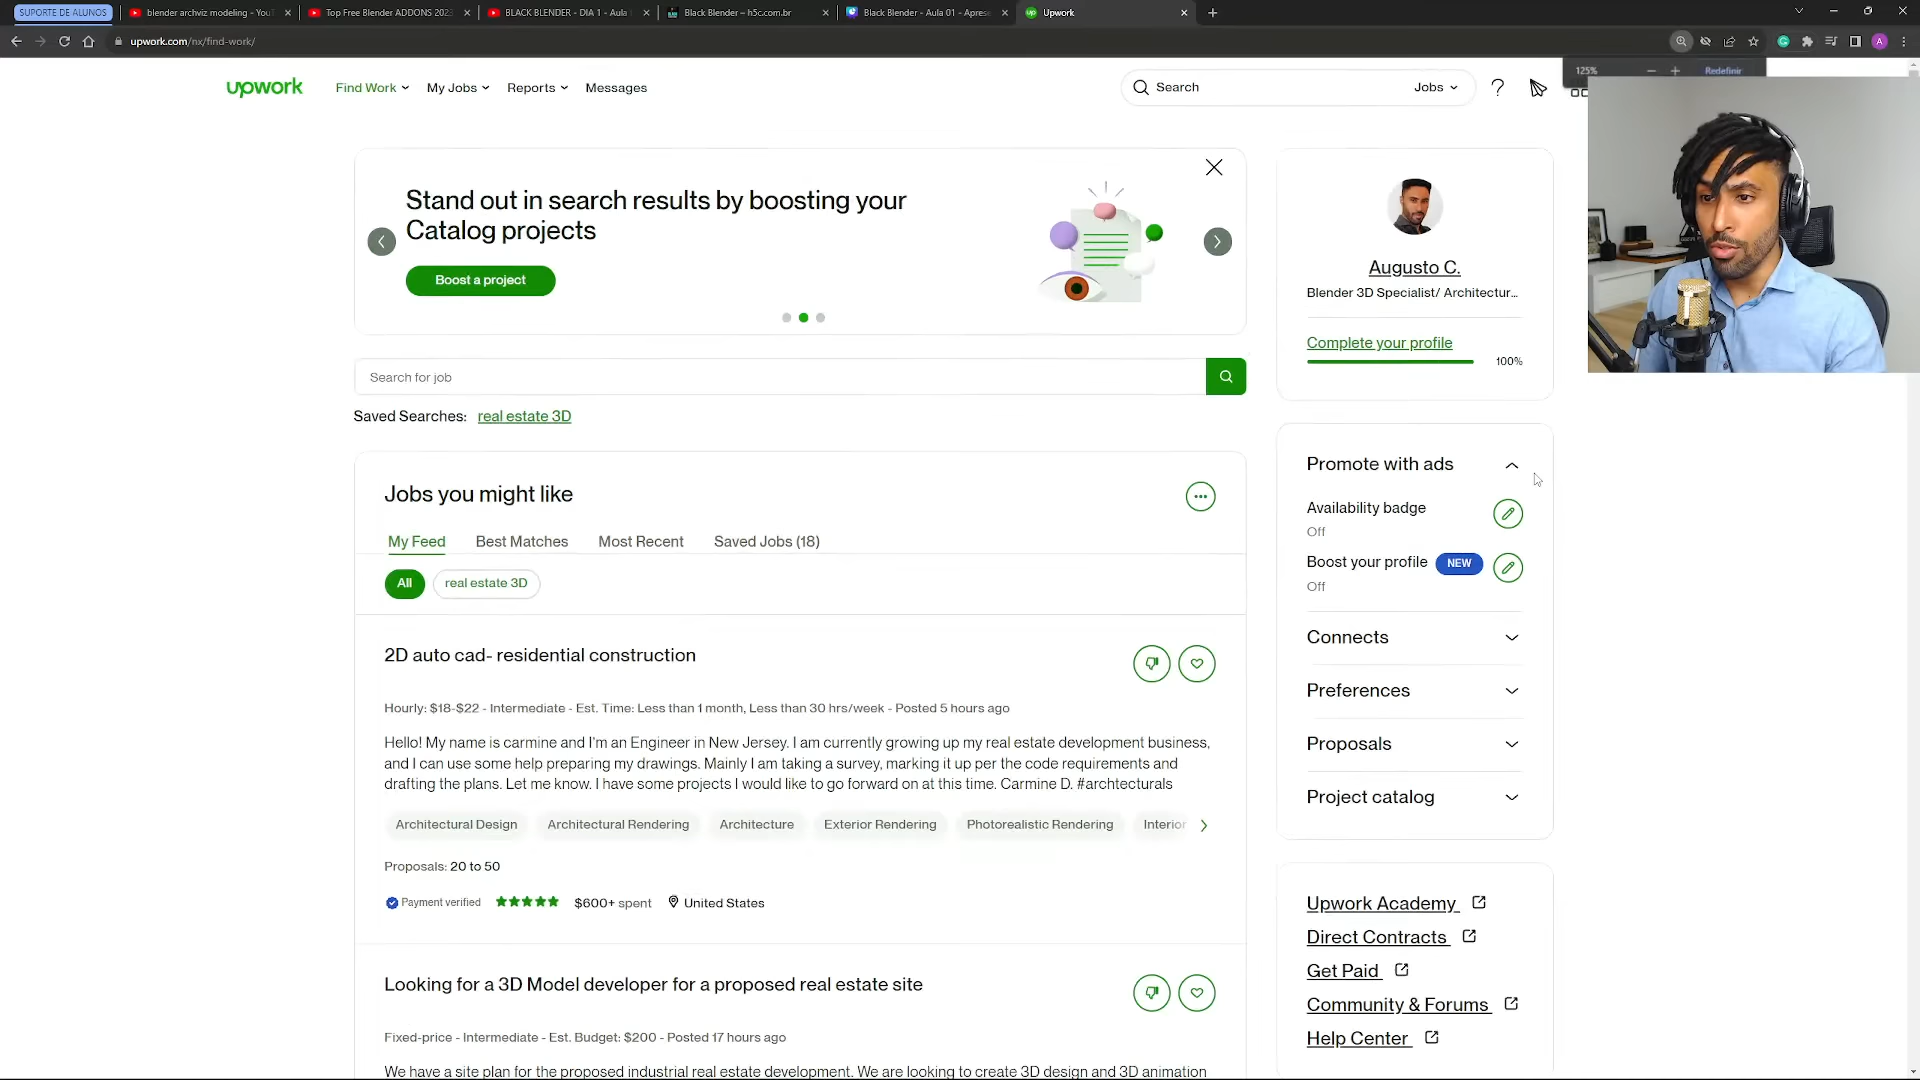 SUPORTE DE ALUNOS
blender archviz modeling - You
Top Free Blender ADDONS 202
BLACK BLENDER - DIA 1 - Aula
Black Blender – h5c.com.br
Black Blender - Aula 01 - Aprese
Upwork
upwork.com/nx/find-work/
125%
Redefinir
A
upwork
Find Work
My Jobs
Reports
Messages
Search
Jobs
Stand out in search results by boosting your
Catalog projects
Boost a project
Augusto C.
Blender 3D Specialist/ Architectur...
Complete your profile
100%
Search for job
Saved Searches: real estate 3D
Jobs you might like
My Feed
Best Matches
Most Recent
Saved Jobs (18)
All
real estate 3D
2D auto cad- residential construction
Hourly: $18-$22 - Intermediate - Est. Time: Less than 1 month, Less than 30 hrs/week - Posted 5 hours ago
Hello! My name is carmine and I'm an Engineer in New Jersey. I am currently growing up my real estate development business,
and I can use some help preparing my drawings. Mainly I am taking a survey, marking it up per the code requirements and
drafting the plans. Let me know. I have some projects I would like to go forward on at this time. Carmine D. #archtecturals
Architectural Design
Architectural Rendering
Architecture
Exterior Rendering
Photorealistic Rendering
Interior
Proposals: 20 to 50
Payment verified
$600+ spent
United States
Looking for a 3D Model developer for a proposed real estate site
Fixed-price - Intermediate - Est. Budget: $200 - Posted 17 hours ago
We have a site plan for the proposed industrial real estate development. We are looking to create 3D design and 3D animation
Promote with ads
Availability badge
Off
Boost your profile
NEW
Off
Connects
Preferences
Proposals
Project catalog
Upwork Academy
Direct Contracts
Get Paid
Community & Forums
Help Center